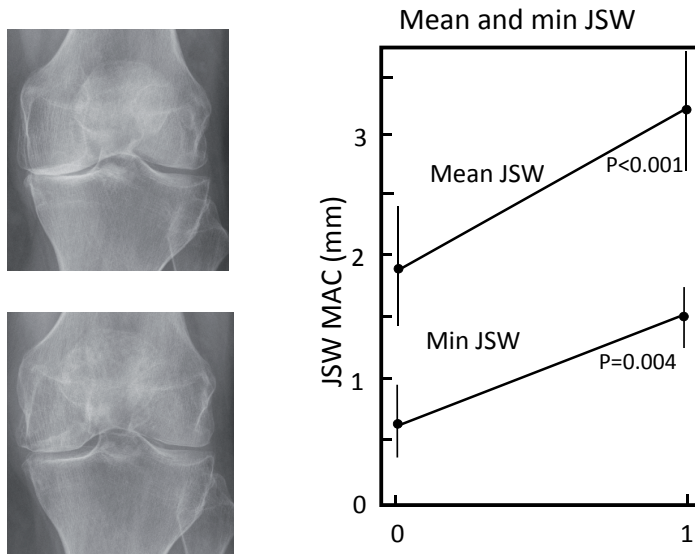 Mean and min JSW
JSW MAC (mm)
3
2
1
0
Mean JSW
P<0.001
Min JSW
P=0.004
0
1